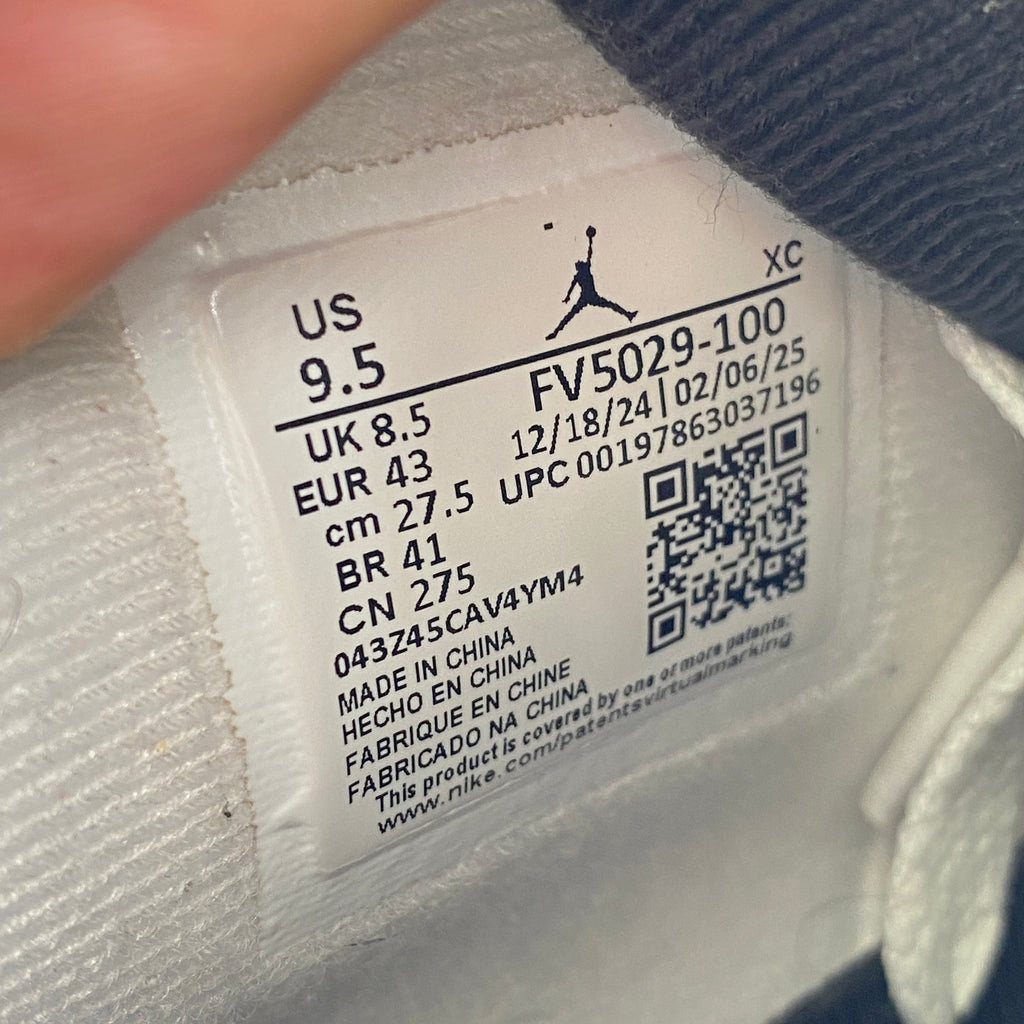 US
9.5
XC
UK 8.5
EUR 43
cm 27.5
BR 41
CN 275
FV5029-100
12/18/24|02/06/25
UPC 00197863037196
043Z45CAV4YM4
MADE IN CHINA
HECHO EN CHINA
FABRIQUE EN CHINE
FABRICADO NA CHINA
This product is covered by one or more patents:
www.nike.com/patentsvirtualmarking